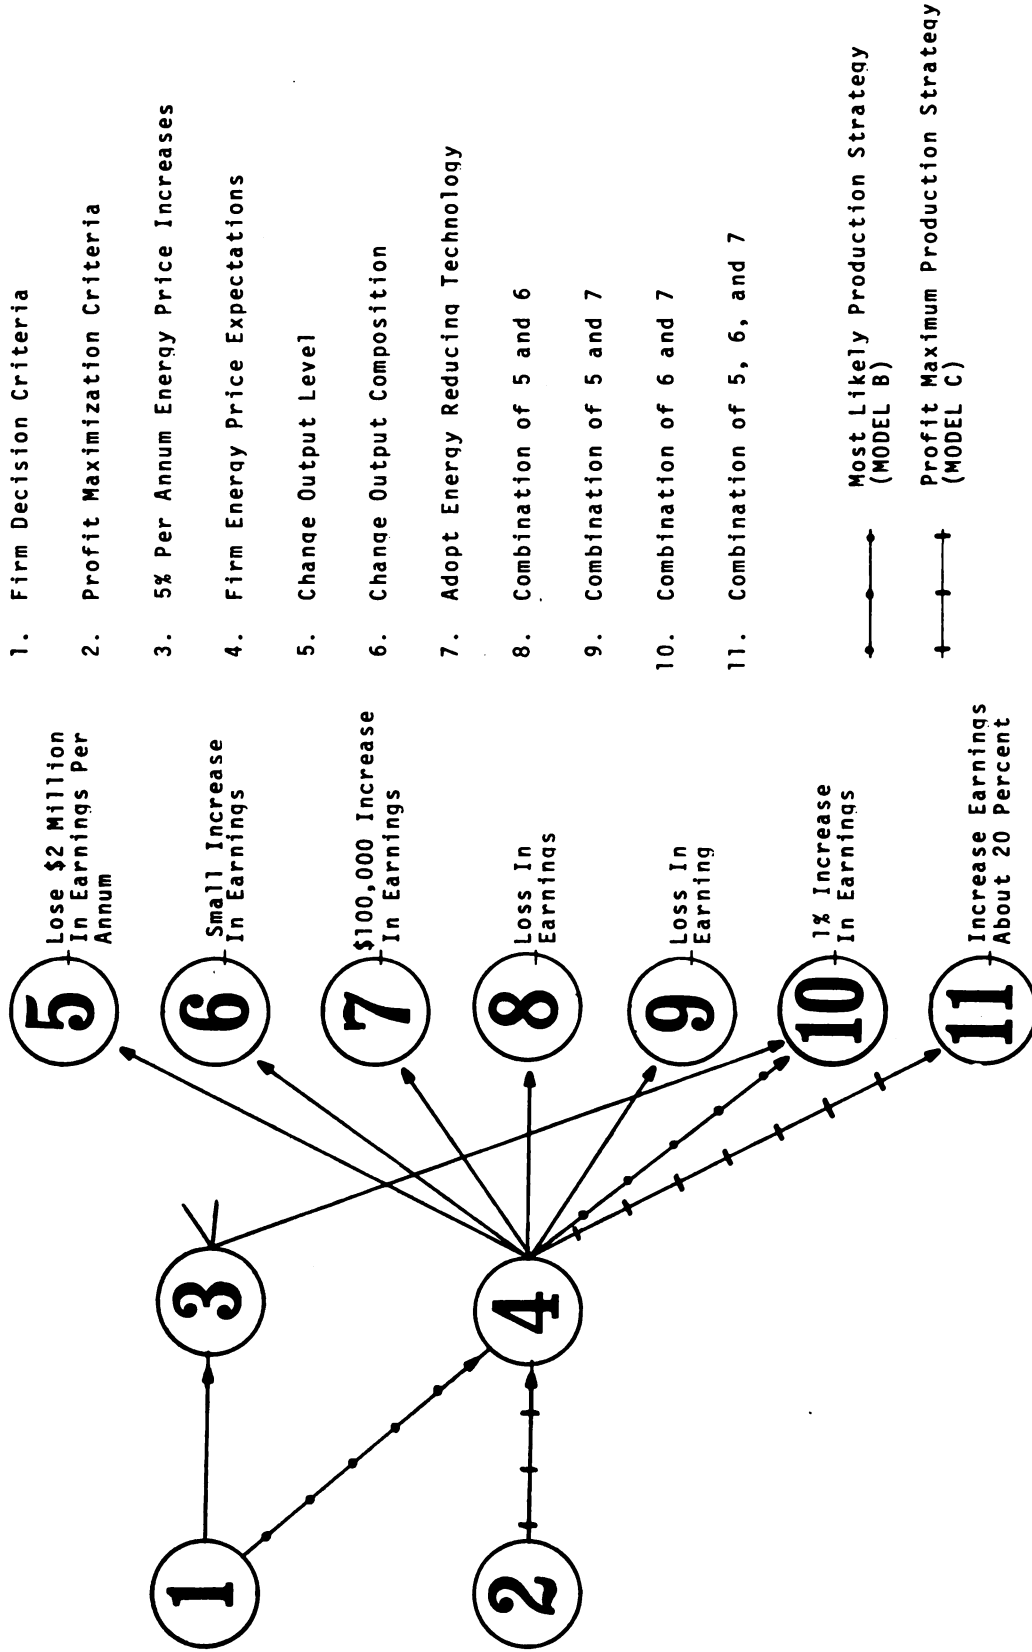 1
2
3
4
5
Lose $2 Million
In Earnings Per
Annum
6
Small Increase
In Earnings
7
$100,000 Increase
In Earnings
8
Loss In
Earnings
9
Loss In
Earning
10
1% Increase
In Earnings
11
Increase Earnings
About 20 Percent
1. Firm Decision Criteria
2. Profit Maximization Criteria
3. 5% Per Annum Energy Price Increases
4. Firm Energy Price Expectations
5. Change Output Level
6. Change Output Composition
7. Adopt Energy Reducing Technology
8. Combination of 5 and 6
9. Combination of 5 and 7
10. Combination of 6 and 7
11. Combination of 5, 6, and 7
Most Likely Production Strategy
(MODEL B)
Profit Maximum Production Strategy
(MODEL C)